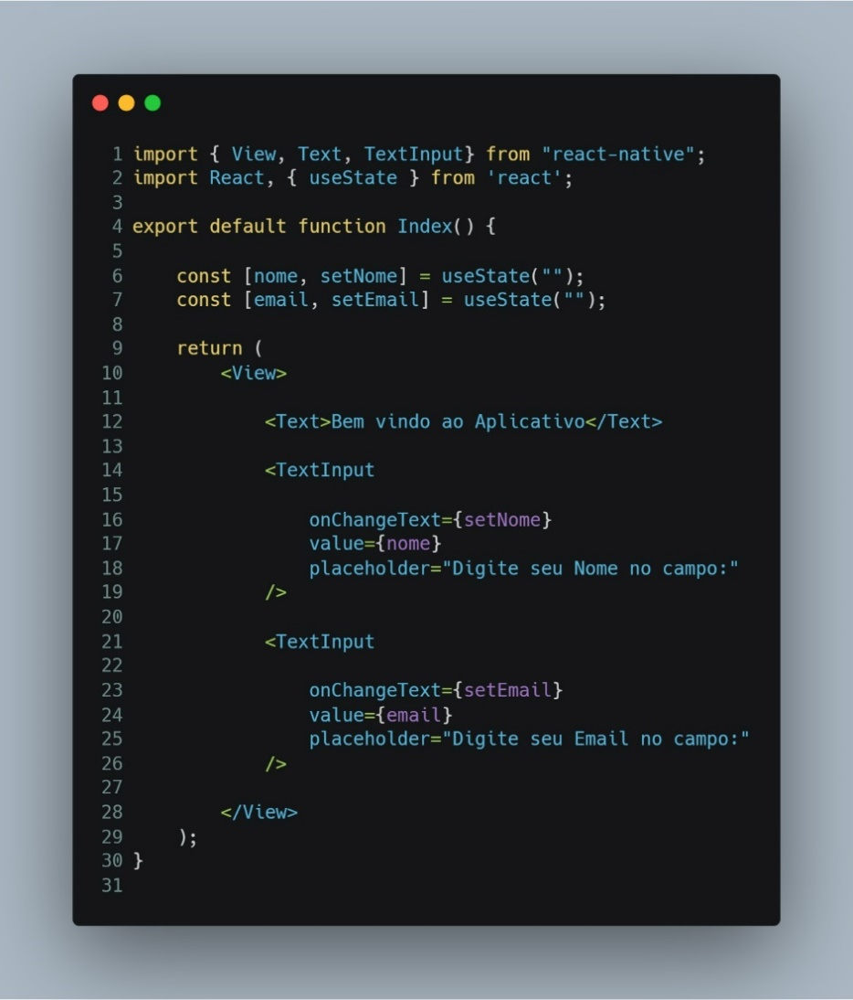 1 import { View, Text, TextInput} from "react-native";
2 import React, { useState } from 'react';
3
4 export default function Index() {
5
6     const [nome, setNome] = useState("");
7     const [email, setEmail] = useState("");
8
9     return (
10         <View>
11
12             <Text>Bem vindo ao Aplicativo</Text>
13
14             <TextInput
15
16                 onChangeText={setNome}
17                 value={nome}
18                 placeholder="Digite seu Nome no campo:"
19             />
20
21             <TextInput
22
23                 onChangeText={setEmail}
24                 value={email}
25                 placeholder="Digite seu Email no campo:"
26             />
27
28         </View>
29     );
30 }
31